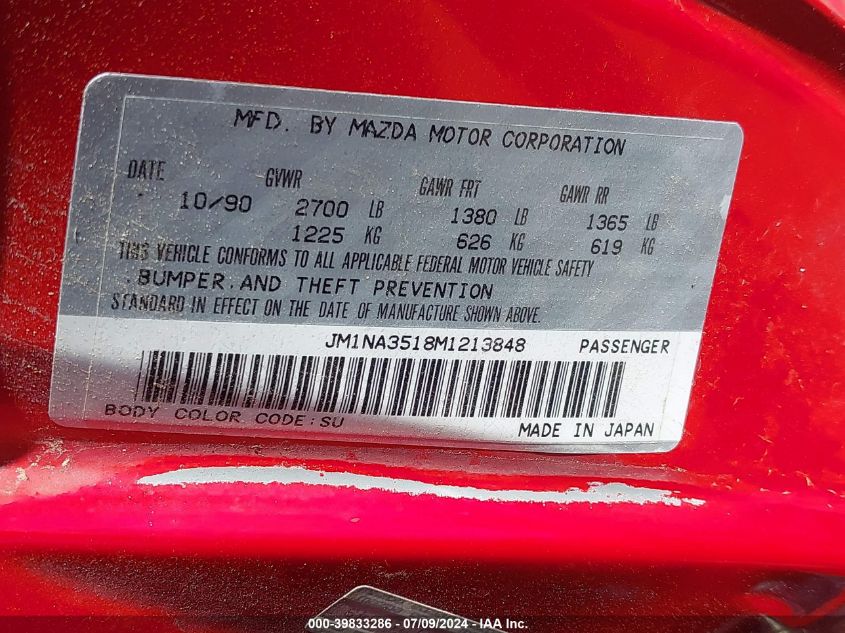 MFD. BY MAZDA MOTOR CORPORATION
DATE GVWR GAWR FRT GAWR RR
10/90 2700 LB 1380 LB 1365 LB
1225 KG 626 KG 619 KG
THIS VEHICLE CONFORMS TO ALL APPLICABLE FEDERAL MOTOR VEHICLE SAFETY
BUMPER AND THEFT PREVENTION
STANDARD IN EFFECT ON THE DATE OF MANUFACTURE SHOWN ABOVE.
JM1NA3518M1213848 PASSENGER
BODY COLOR CODE:SU
MADE IN JAPAN
000-39833286 - 07/09/2024 - IAA Inc.